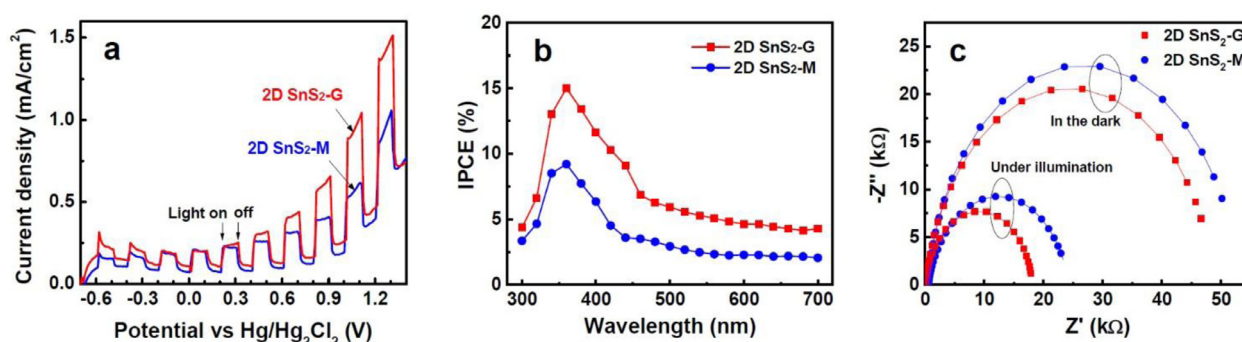 a
1.5
1.0
0.5
0.0
Current density (mA/cm²)
2D SnS₂-G
2D SnS₂-M
Light on off
-0.6 -0.3 0.0 0.3 0.6 0.9 1.2
Potential vs Hg/Hg₂Cl₂ (V)
b
20
15
10
5
0
IPCE (%)
2D SnS₂-G
2D SnS₂-M
300 400 500 600 700
Wavelength (nm)
c
25
20
15
10
5
0
-Z" (kΩ)
2D SnS₂-G
2D SnS₂-M
In the dark
Under illumination
0 10 20 30 40 50
Z' (kΩ)